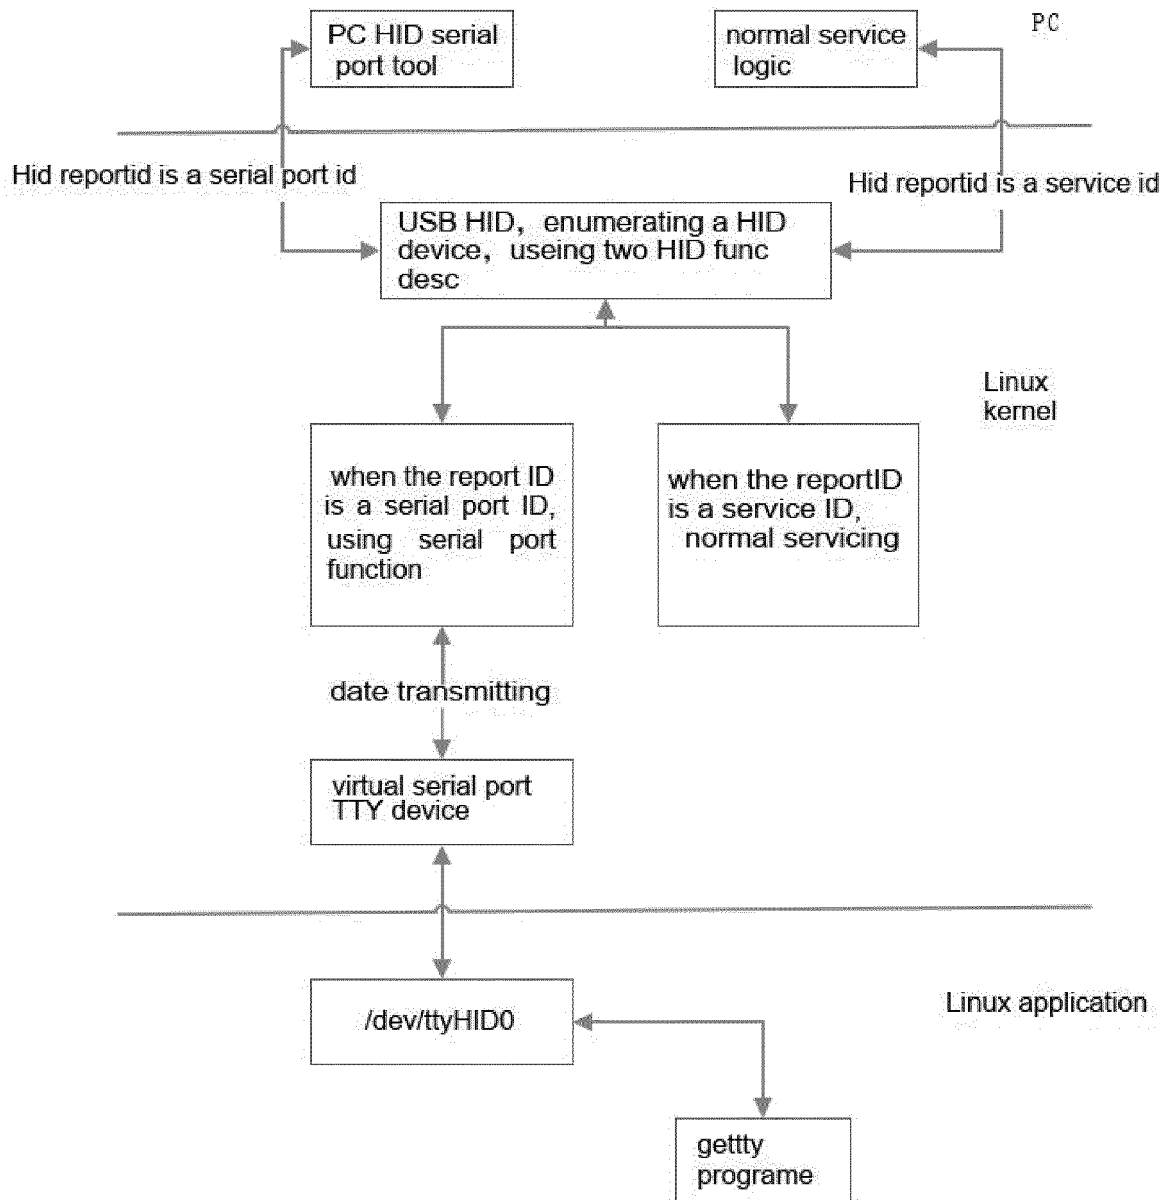 PC HID serial
port tool
normal service
logic
PC
Hid reportid is a serial port id
Hid reportid is a service id
USB HID， enumerating a HID
device， useing two HID func
desc
Linux
kernel
when the report ID
is a serial port ID,
using serial port
function
when the reportID
is a service ID,
normal servicing
date transmitting
virtual serial port
TTY device
/dev/ttyHID0
Linux application
gettty
programe